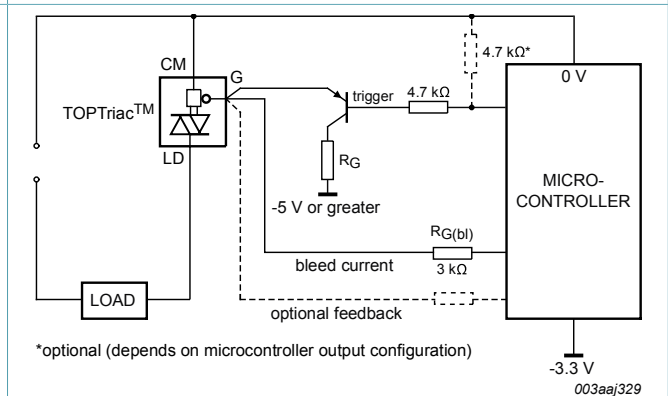 4.7 kΩ*
0 V
CM
G
TOPTriac™
trigger
4.7 kΩ
LD
RG
-5 V or greater
MICRO-
CONTROLLER
RG(bl)
3 kΩ
bleed current
LOAD
optional feedback
*optional (depends on microcontroller output configuration)
-3.3 V
003aaj329